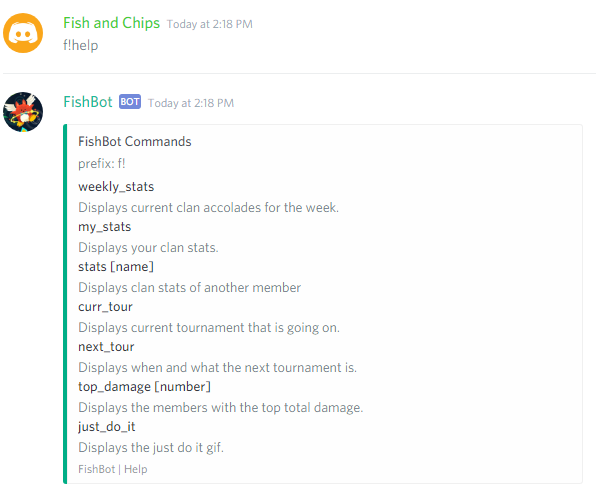 Fish and Chips Today at 2:18 PM
f!help
FishBot BOT Today at 2:18 PM
FishBot Commands
prefix: f!
weekly_stats
Displays current clan accolades for the week.
my_stats
Displays your clan stats.
stats [name]
Displays clan stats of another member
curr_tour
Displays current tournament that is going on.
next_tour
Displays when and what the next tournament is.
top_damage [number]
Displays the members with the top total damage.
just_do_it
Displays the just do it gif.
FishBot | Help